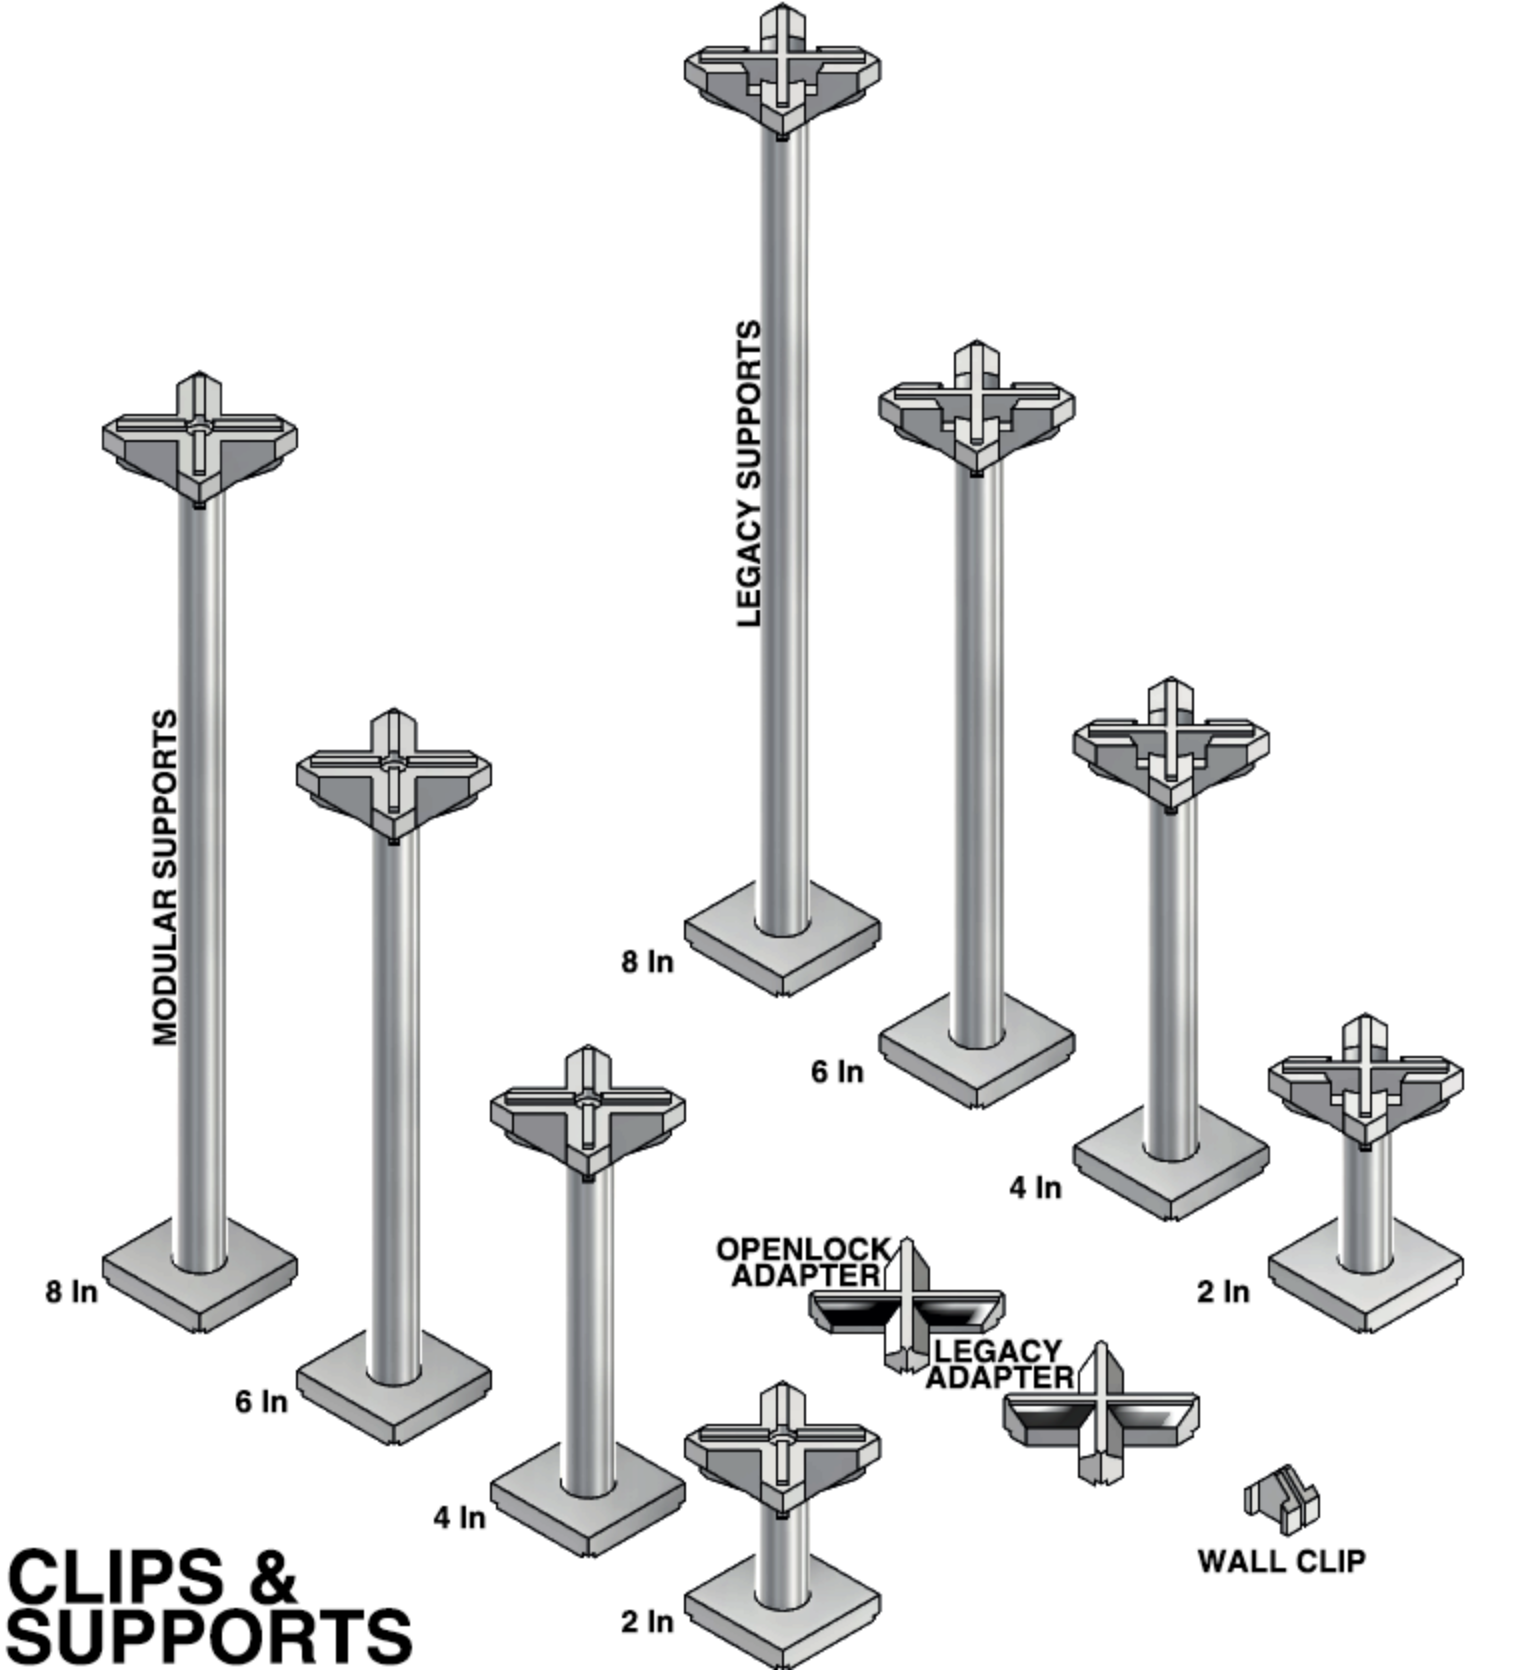 LEGACY SUPPORTS
MODULAR SUPPORTS
8 In
6 In
4 In
2 In
8 In
6 In
4 In
2 In
OPENLOCK
ADAPTER
LEGACY
ADAPTER
WALL CLIP
CLIPS &
SUPPORTS